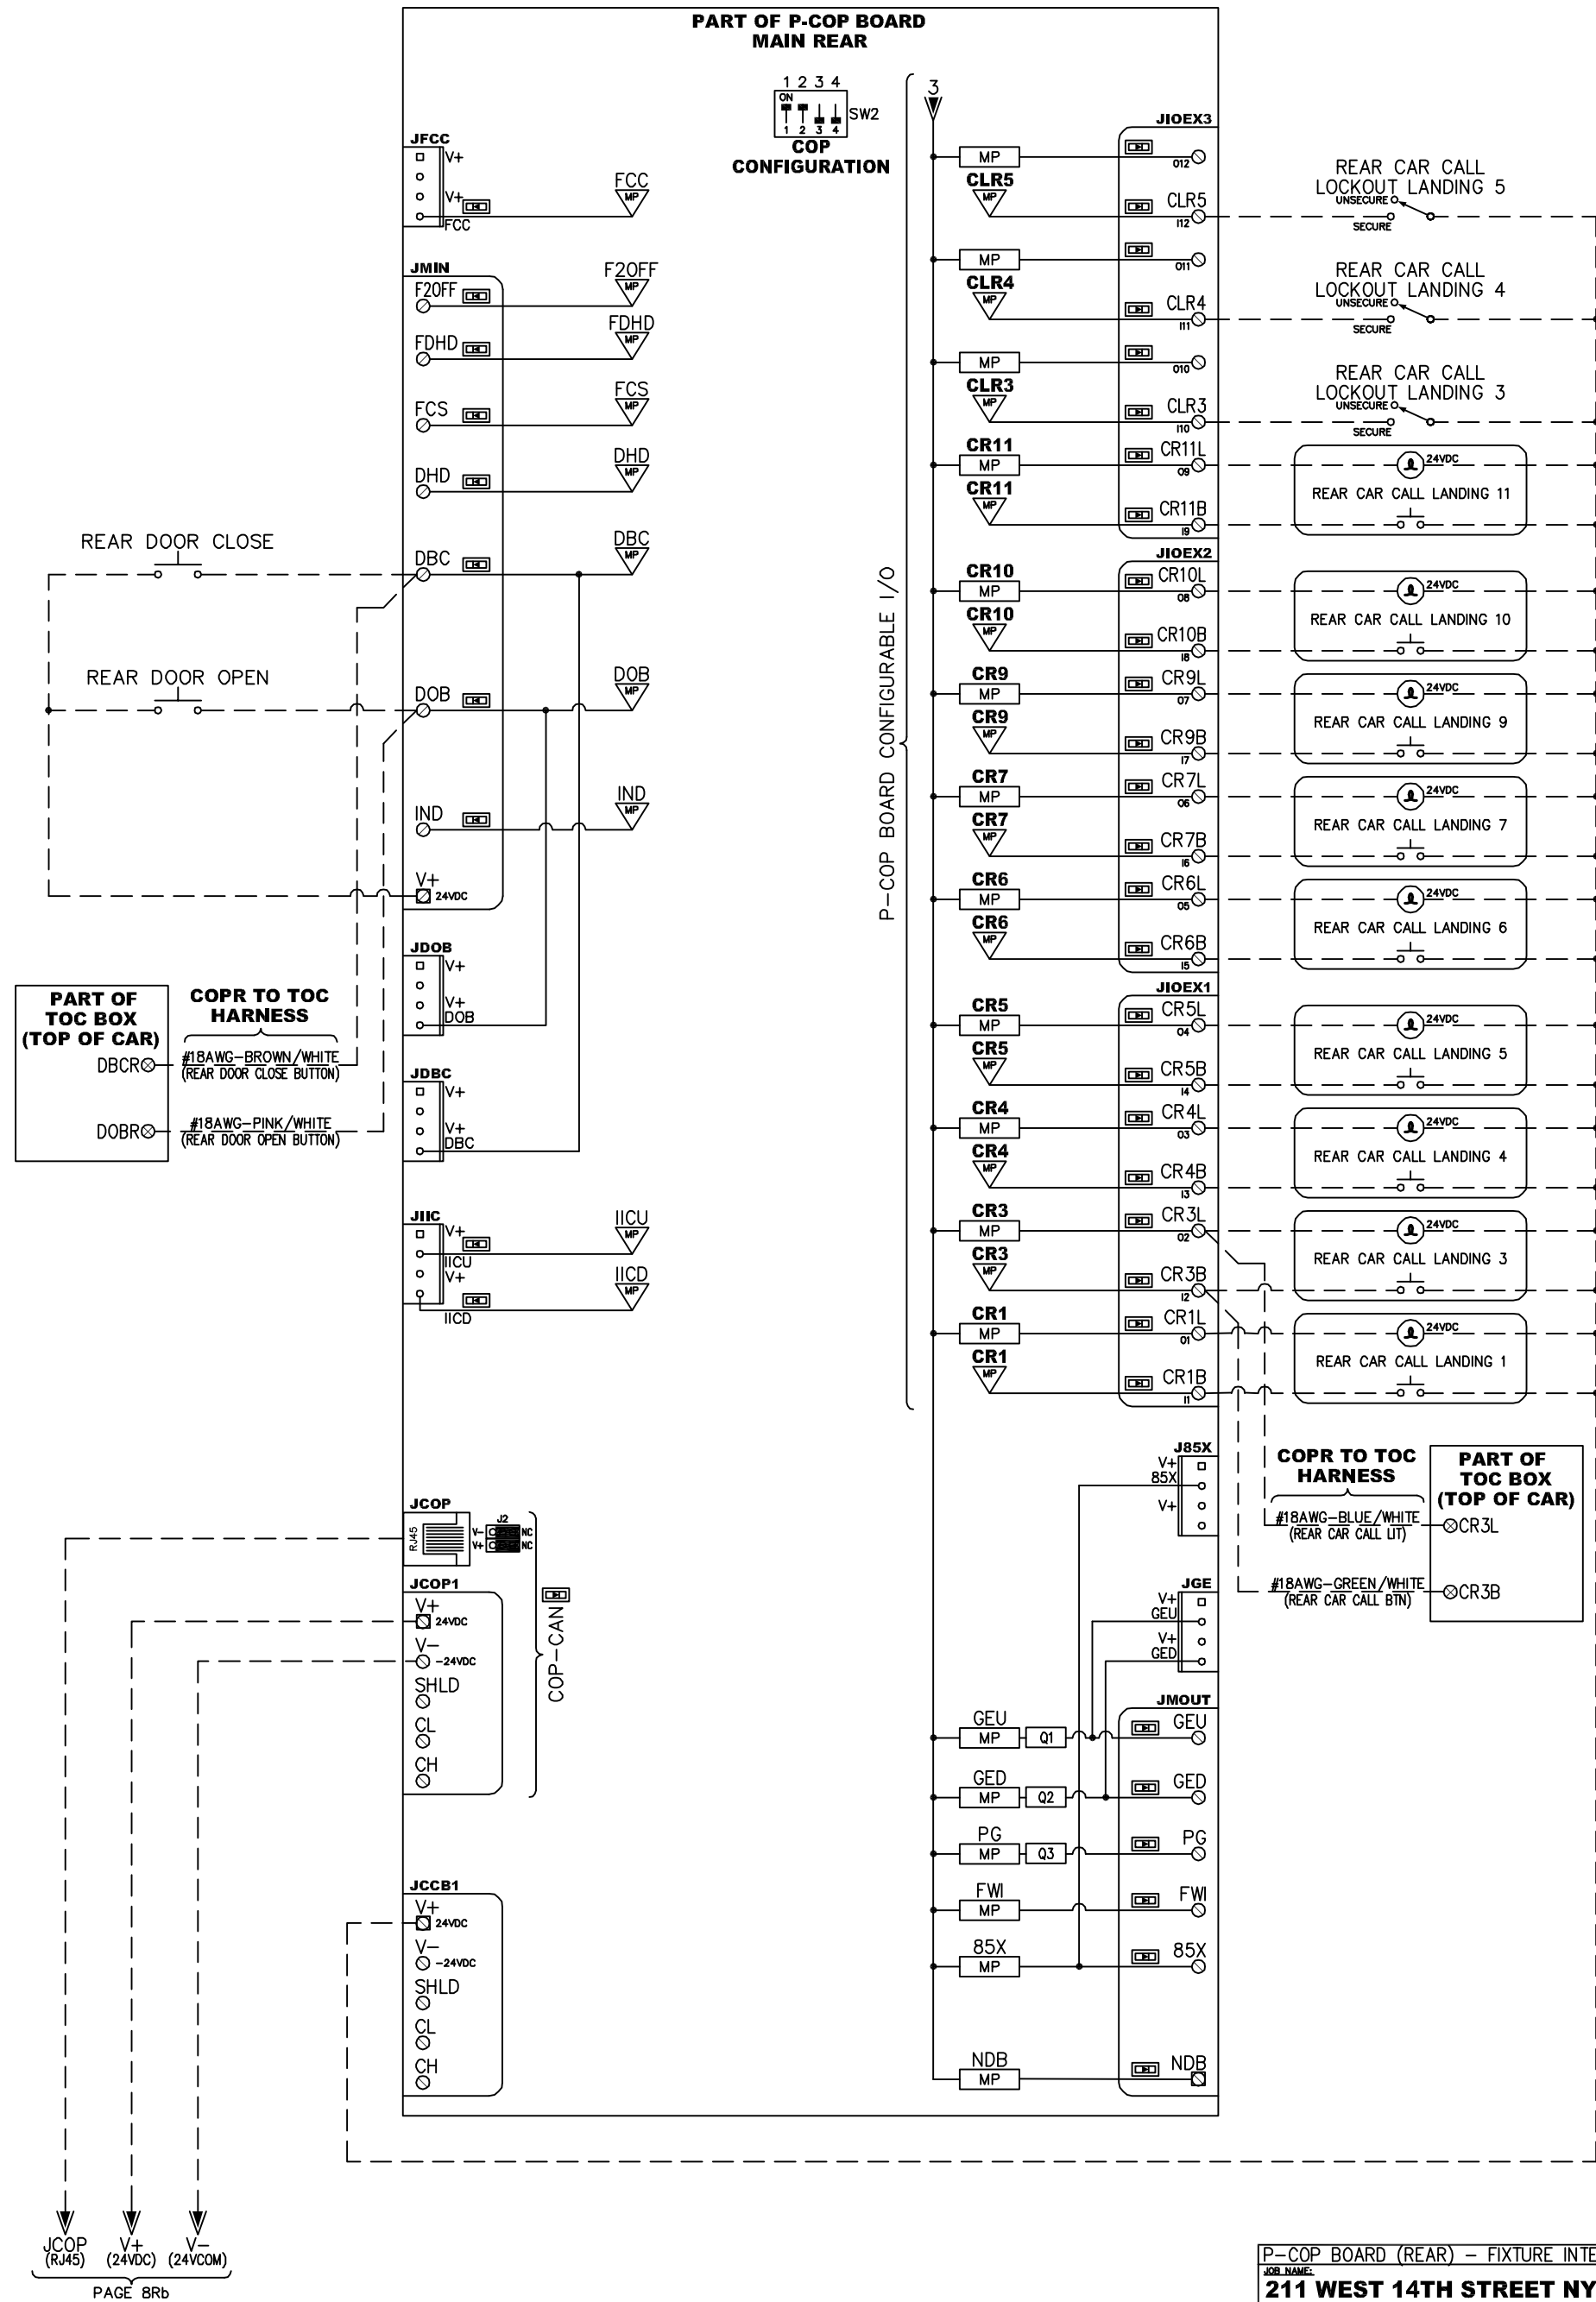 PART OF P-COP BOARD
MAIN REAR
1 2 3 4
ON
1 2 3 4
SW2
COP
CONFIGURATION
JFCC
V+
V+
FCC
FCC
MP
JMIN
F2OFF
F2OFF
MP
FDHD
FDHD
MP
FCS
FCS
MP
DHD
DHD
MP
REAR DOOR CLOSE
DBC
DBC
MP
REAR DOOR OPEN
DOB
DOB
MP
IND
IND
MP
V+
24VDC
JDOB
V+
V+
DOB
PART OF
TOC BOX
(TOP OF CAR)
DBCR
DOBR
COPR TO TOC
HARNESS
#18AWG-BROWN/WHITE
(REAR DOOR CLOSE BUTTON)
#18AWG-PINK/WHITE
(REAR DOOR OPEN BUTTON)
JDBC
V+
V+
DBC
JIIC
V+
IICU
V+
IICD
IICU
MP
IICD
MP
JCOP
RJ45
J2
V- NC
V+ NC
COP-CAN
JCOP1
V+
24VDC
V-
-24VDC
SHLD
CL
CH
JCCB1
V+
24VDC
V-
-24VDC
SHLD
CL
CH
JCOP
(RJ45)
V+
(24VDC)
V-
(24VCOM)
PAGE 8Rb
P-COP BOARD CONFIGURABLE I/O
3
JIOEX3
MP
O12
CLR5
MP
CLR5
I12
REAR CAR CALL
LOCKOUT LANDING 5
UNSECURE
SECURE
MP
O11
CLR4
MP
CLR4
I11
REAR CAR CALL
LOCKOUT LANDING 4
UNSECURE
SECURE
MP
O10
CLR3
MP
CLR3
I10
REAR CAR CALL
LOCKOUT LANDING 3
UNSECURE
SECURE
CR11
MP
CR11L
O9
24VDC
REAR CAR CALL LANDING 11
CR11
MP
CR11B
I9
JIOEX2
CR10
MP
CR10L
O8
24VDC
REAR CAR CALL LANDING 10
CR10
MP
CR10B
I8
CR9
MP
CR9L
O7
24VDC
REAR CAR CALL LANDING 9
CR9
MP
CR9B
I7
CR7
MP
CR7L
O6
24VDC
REAR CAR CALL LANDING 7
CR7
MP
CR7B
I6
CR6
MP
CR6L
O5
24VDC
REAR CAR CALL LANDING 6
CR6
MP
CR6B
I5
JIOEX1
CR5
MP
CR5L
O4
24VDC
REAR CAR CALL LANDING 5
CR5
MP
CR5B
I4
CR4
MP
CR4L
O3
24VDC
REAR CAR CALL LANDING 4
CR4
MP
CR4B
I3
CR3
MP
CR3L
O2
24VDC
REAR CAR CALL LANDING 3
CR3
MP
CR3B
I2
CR1
MP
CR1L
O1
24VDC
REAR CAR CALL LANDING 1
CR1
MP
CR1B
I1
J85X
V+
85X
V+
COPR TO TOC
HARNESS
#18AWG-BLUE/WHITE
(REAR CAR CALL LIT)
#18AWG-GREEN/WHITE
(REAR CAR CALL BTN)
PART OF
TOC BOX
(TOP OF CAR)
CR3L
CR3B
JGE
V+
GEU
V+
GED
JMOUT
GEU
MP
Q1
GEU
GED
MP
Q2
GED
PG
MP
Q3
PG
FWI
MP
FWI
85X
MP
85X
NDB
MP
NDB
P-COP BOARD (REAR) - FIXTURE INTE
JOB NAME:
211 WEST 14TH STREET NY